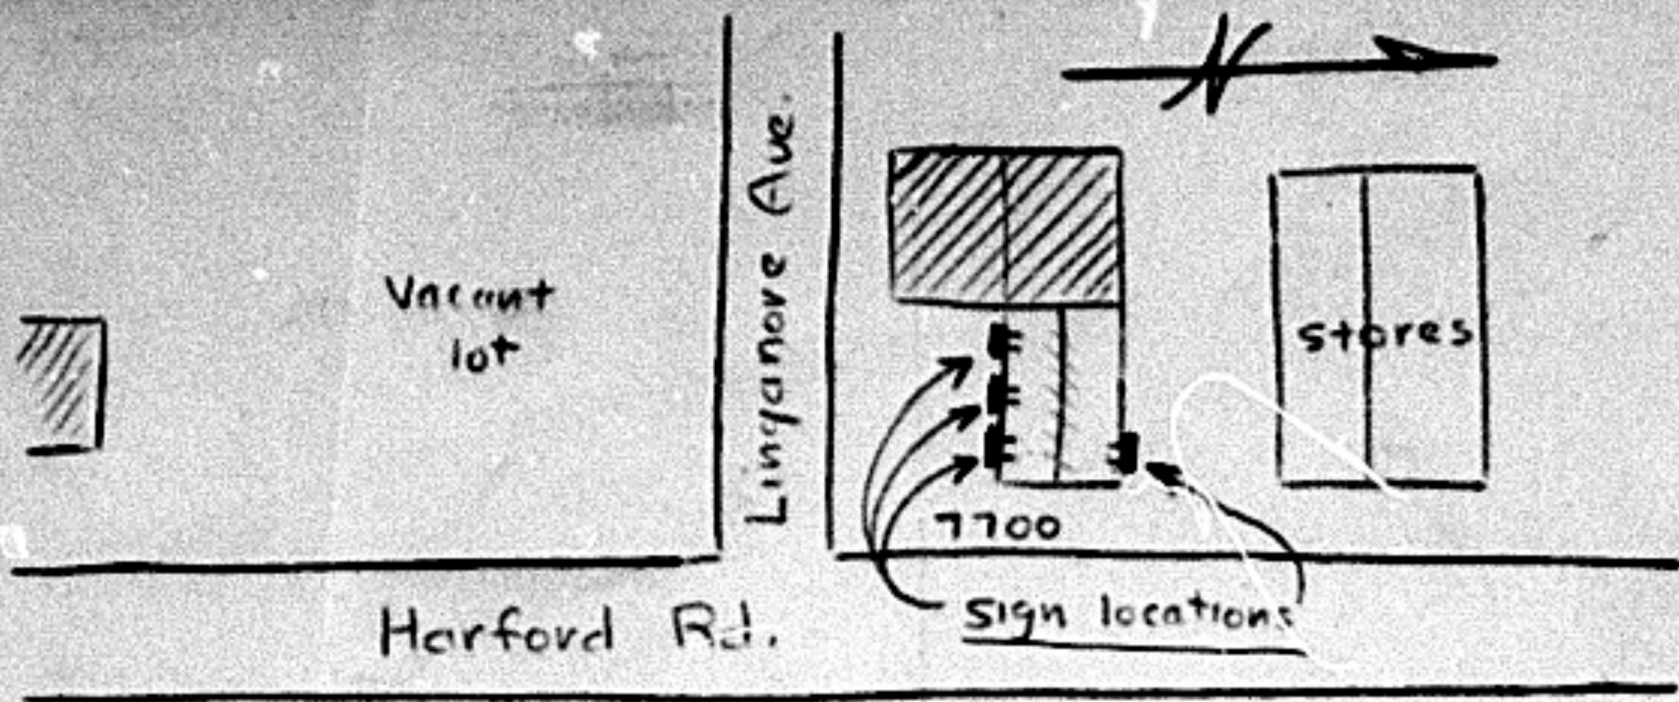 N
Linganore Ave.
Vacant
lot
stores
7700
Sign locations
Harford Rd.